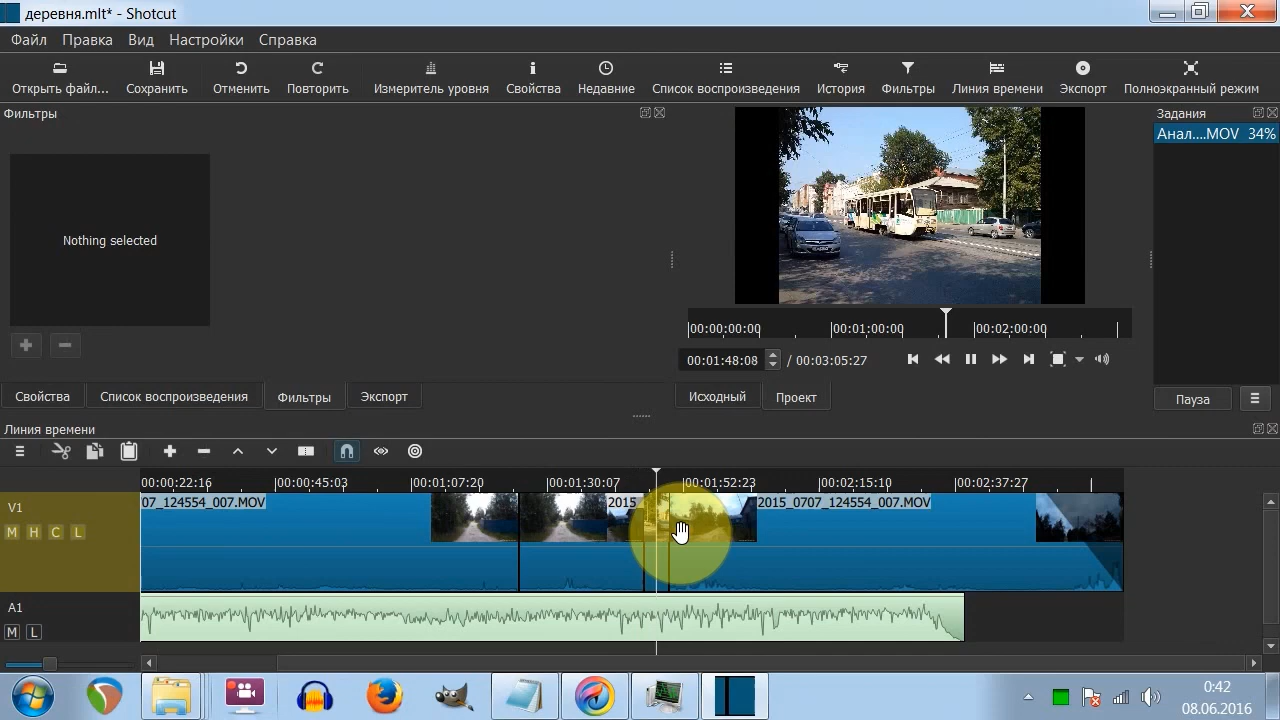 деревня.mlt* - Shotcut
Файл Правка Вид Настройки Справка
Открыть файл... Сохранить Отменить Повторить Измеритель уровня Свойства Недавние Список воспроизведения История Фильтры Линия времени Экспорт Полноэкранный режим
Фильтры
Задания
Анал....MOV 34%
Nothing selected
00:00:00:00 00:01:00:00 00:02:00:00
00:01:48:08 / 00:03:05:27
Свойства Список воспроизведения Фильтры Экспорт
Исходный Проект
Пауза
Линия времени
00:00:22:16 00:00:45:03 00:01:07:20 00:01:30:07 00:01:52:23 00:02:15:10 00:02:37:27
V1
07_124554_007.MOV 2015 2015_0707_124554_007.MOV
M H C L
A1
M L
0:42
08.06.2016